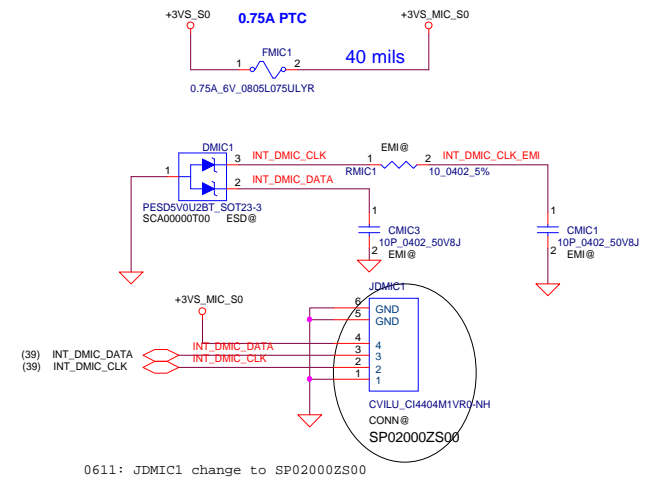 +3VS_S0
0.75A PTC
+3VS_MIC_S0
FMIC1
1
2
40 mils
0.75A_6V_0805L075ULYR
DMIC1
EMI@
1
3
INT_DMIC_CLK
1
2
INT_DMIC_CLK_EMI
RMIC1
10_0402_5%
2
INT_DMIC_DATA
PESD5V0U2BT_SOT23-3
SCA00000T00
ESD@
1
CMIC3
10P_0402_50V8J
2
EMI@
1
CMIC1
10P_0402_50V8J
2
EMI@
JDMIC1
+3VS_MIC_S0
6
GND
5
GND
4
4
(39) INT_DMIC_DATA
INT_DMIC_DATA
3
3
(39) INT_DMIC_CLK
INT_DMIC_CLK
2
2
1
1
CVILU_CI4404M1VR0-NH
CONN@
SP02000ZS00
0611: JDMIC1 change to SP02000ZS00